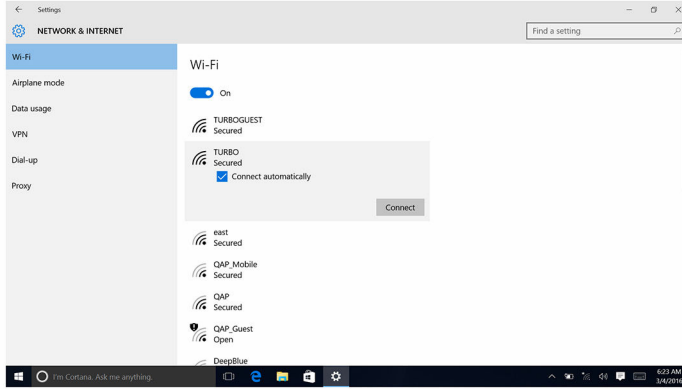 Settings
NETWORK & INTERNET
Find a setting
Wi-Fi
Airplane mode
Data usage
VPN
Dial-up
Proxy
Wi-Fi
On
TURBOGUEST
Secured
TURBO
Secured
Connect automatically
Connect
east
Secured
QAP_Mobile
Secured
QAP
Secured
QAP_Guest
Open
DeepBlue
I'm Cortana. Ask me anything.
6:23 AM
3/4/2016